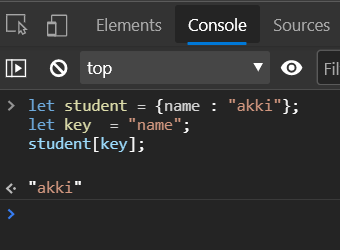 Elements Console Sources
top Fil
let student = {name : "akki"};
let key  = "name";
student[key];
"akki"